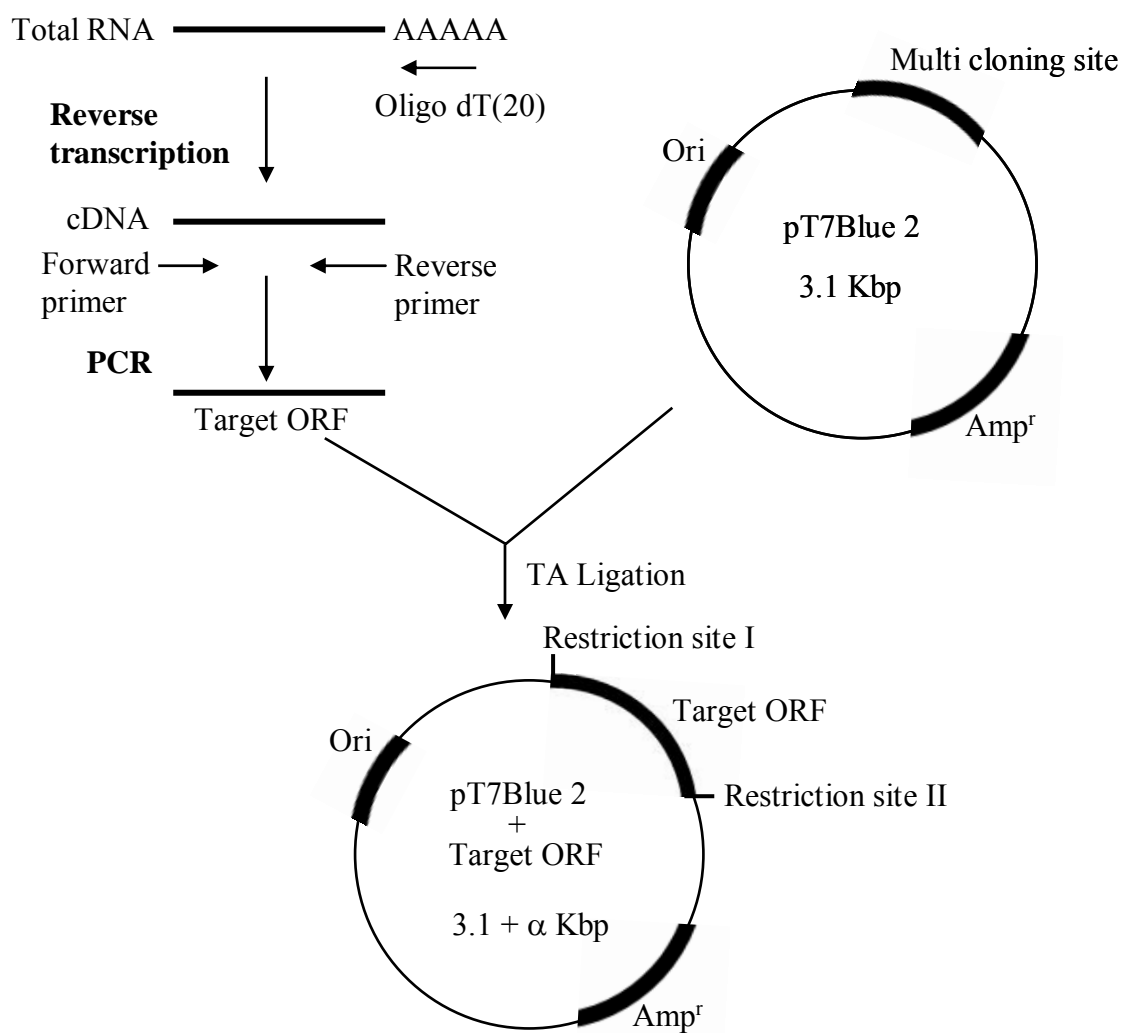 Total RNA
AAAAA
Oligo dT(20)
Reverse
transcription
cDNA
Forward
primer
Reverse
primer
PCR
Target ORF
Multi cloning site
Ori
pT7Blue 2
3.1 Kbp
Ampʳ
TA Ligation
Restriction site I
Target ORF
Ori
Restriction site II
pT7Blue 2
+
Target ORF
3.1 + α Kbp
Ampʳ